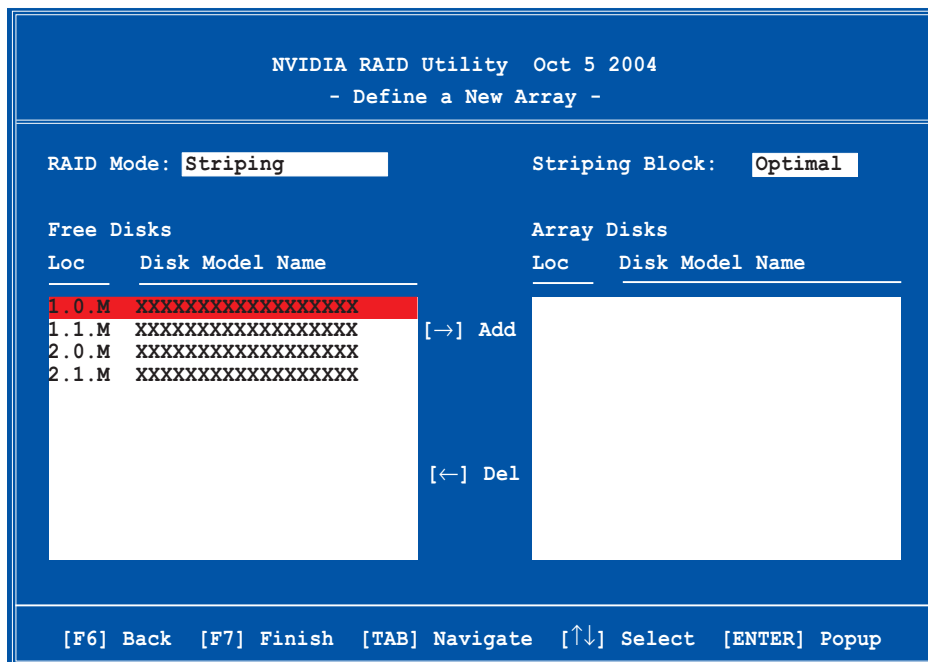 NVIDIA RAID Utility  Oct 5 2004
- Define a New Array -
RAID Mode: Striping
Striping Block: Optimal
Free Disks
Array Disks
Loc Disk Model Name
Loc Disk Model Name
1.0.M XXXXXXXXXXXXXXXXXX
1.1.M XXXXXXXXXXXXXXXXXX
2.0.M XXXXXXXXXXXXXXXXXX
2.1.M XXXXXXXXXXXXXXXXXX
[→] Add
[←] Del
[F6] Back [F7] Finish [TAB] Navigate [↑↓] Select [ENTER] Popup